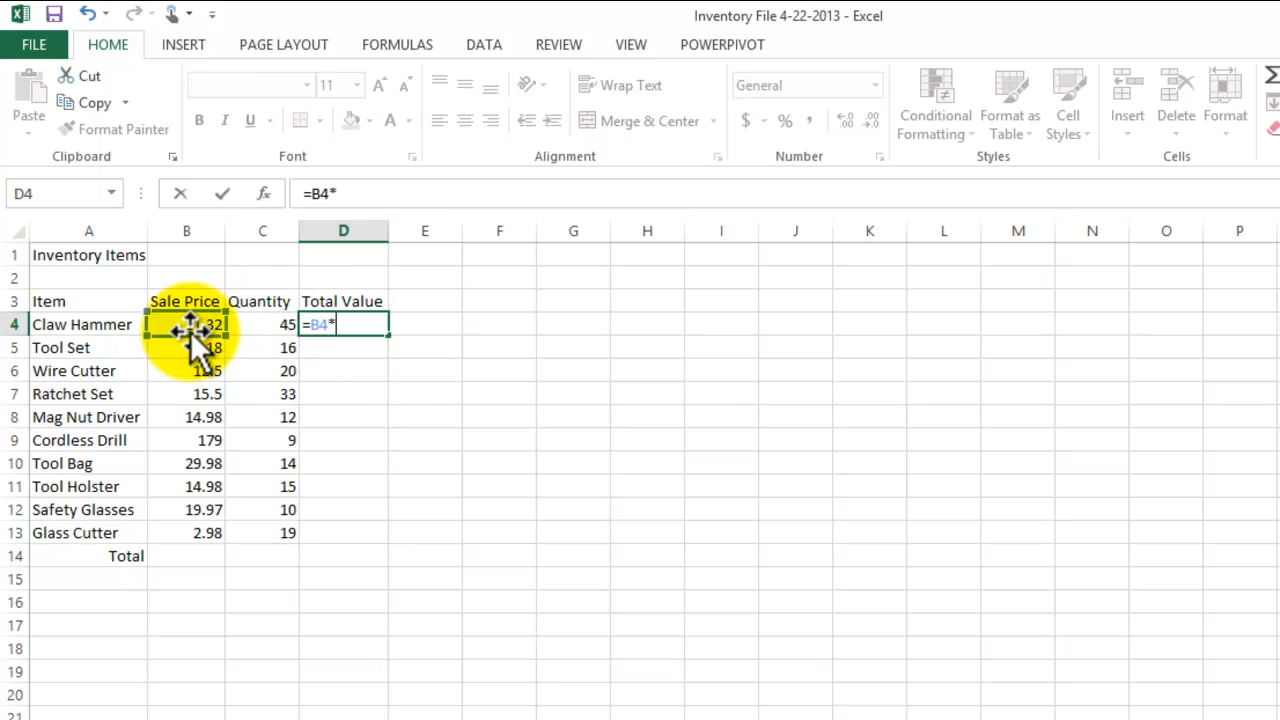 Inventory File 4-22-2013 - Excel
FILE HOME INSERT PAGE LAYOUT FORMULAS DATA REVIEW VIEW POWERPIVOT
Paste
Cut
Copy
Format Painter
Clipboard
11 A A
B I U A
Font
Wrap Text
Merge & Center
Alignment
General
$ % ,
Number
Conditional Formatting
Format as Table
Cell Styles
Styles
Insert
Delete
Format
Cells
D4 fx =B4*
A B C D E F G H I J K L M N O P
1 Inventory Items
2
3 Item Sale Price Quantity Total Value
4 Claw Hammer 45 =B4*
5 Tool Set 16
6 Wire Cutter 20
7 Ratchet Set 15.5 33
8 Mag Nut Driver 14.98 12
9 Cordless Drill 179 9
10 Tool Bag 29.98 14
11 Tool Holster 14.98 15
12 Safety Glasses 19.97 10
13 Glass Cutter 2.98 19
14 Total
15
16
17
18
19
20
21